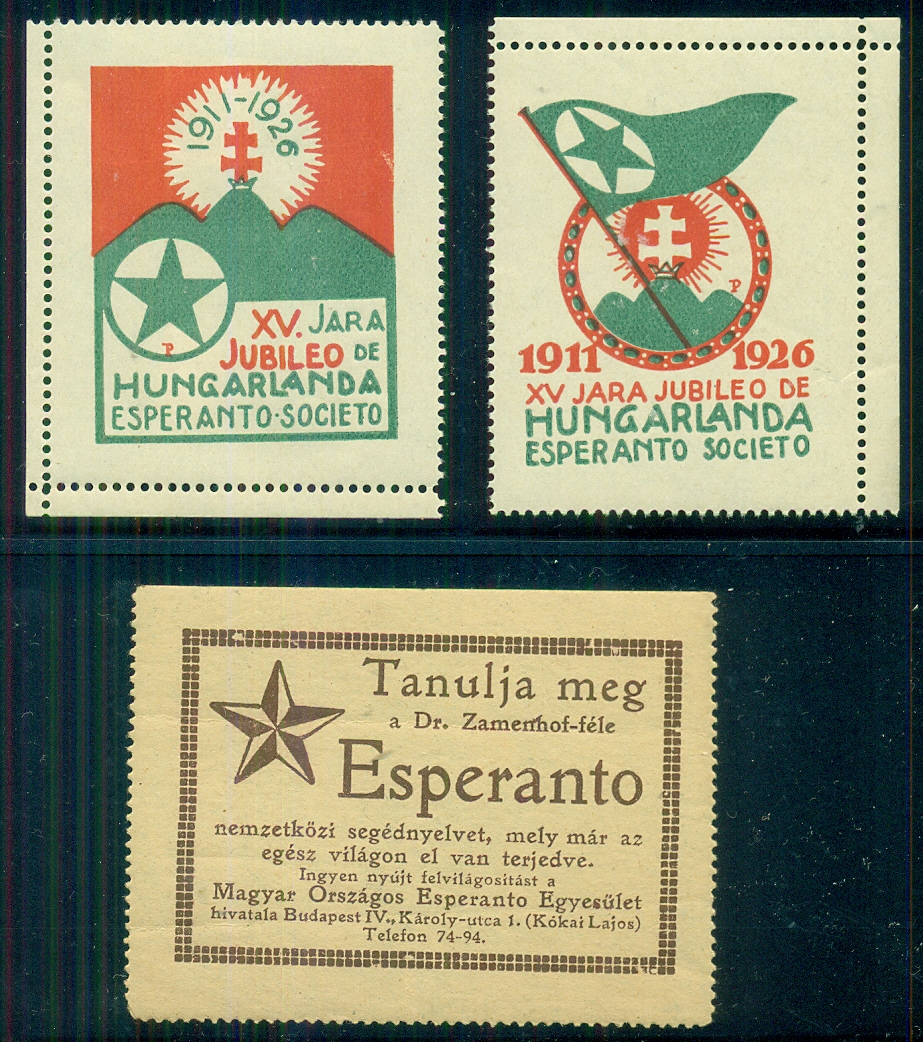 1911-1926
P
XV. JARA
JUBILEO DE
HUNGARLANDA
ESPERANTO·SOCIETO
P
1911 1926
XV JARA JUBILEO DE
HUNGARLANDA
ESPERANTO SOCIETO
Tanulja meg
a Dr. Zamenhof-féle
Esperanto
nemzetközi segédnyelvet, mely már az
egész világon el van terjedve.
Ingyen nyújt felvilágosítást a
Magyar Országos Esperanto Egyesület
hivatala Budapest IV., Károly-utca 1. (Kókai Lajos)
Telefon 74-94.